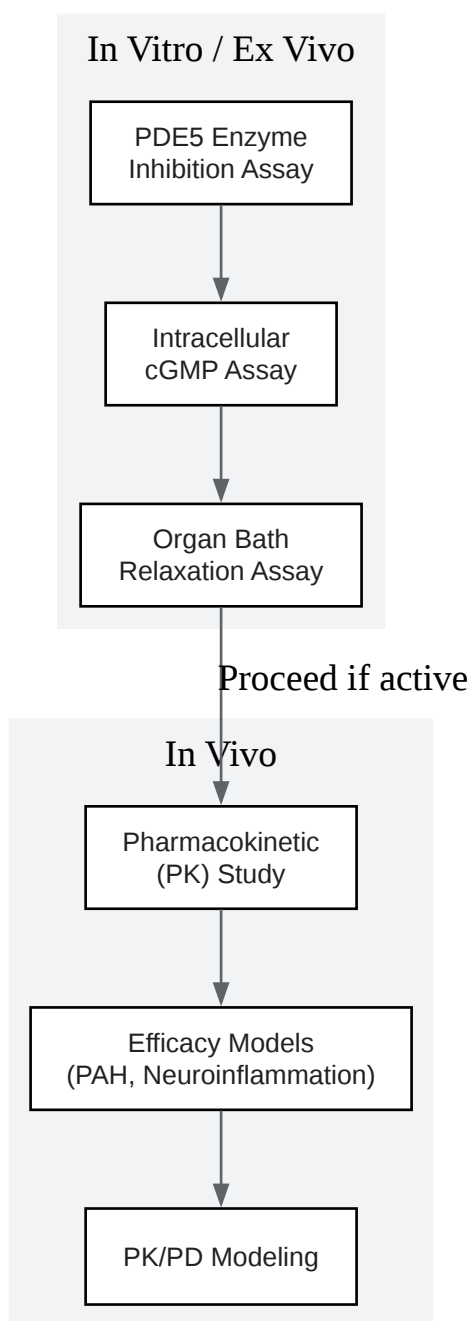 In Vitro / Ex Vivo
PDE5 Enzyme
Inhibition Assay
Intracellular
cGMP Assay
Organ Bath
Relaxation Assay
Proceed if active
In Vivo
Pharmacokinetic
(PK) Study
Efficacy Models
(PAH, Neuroinflammation)
PK/PD Modeling